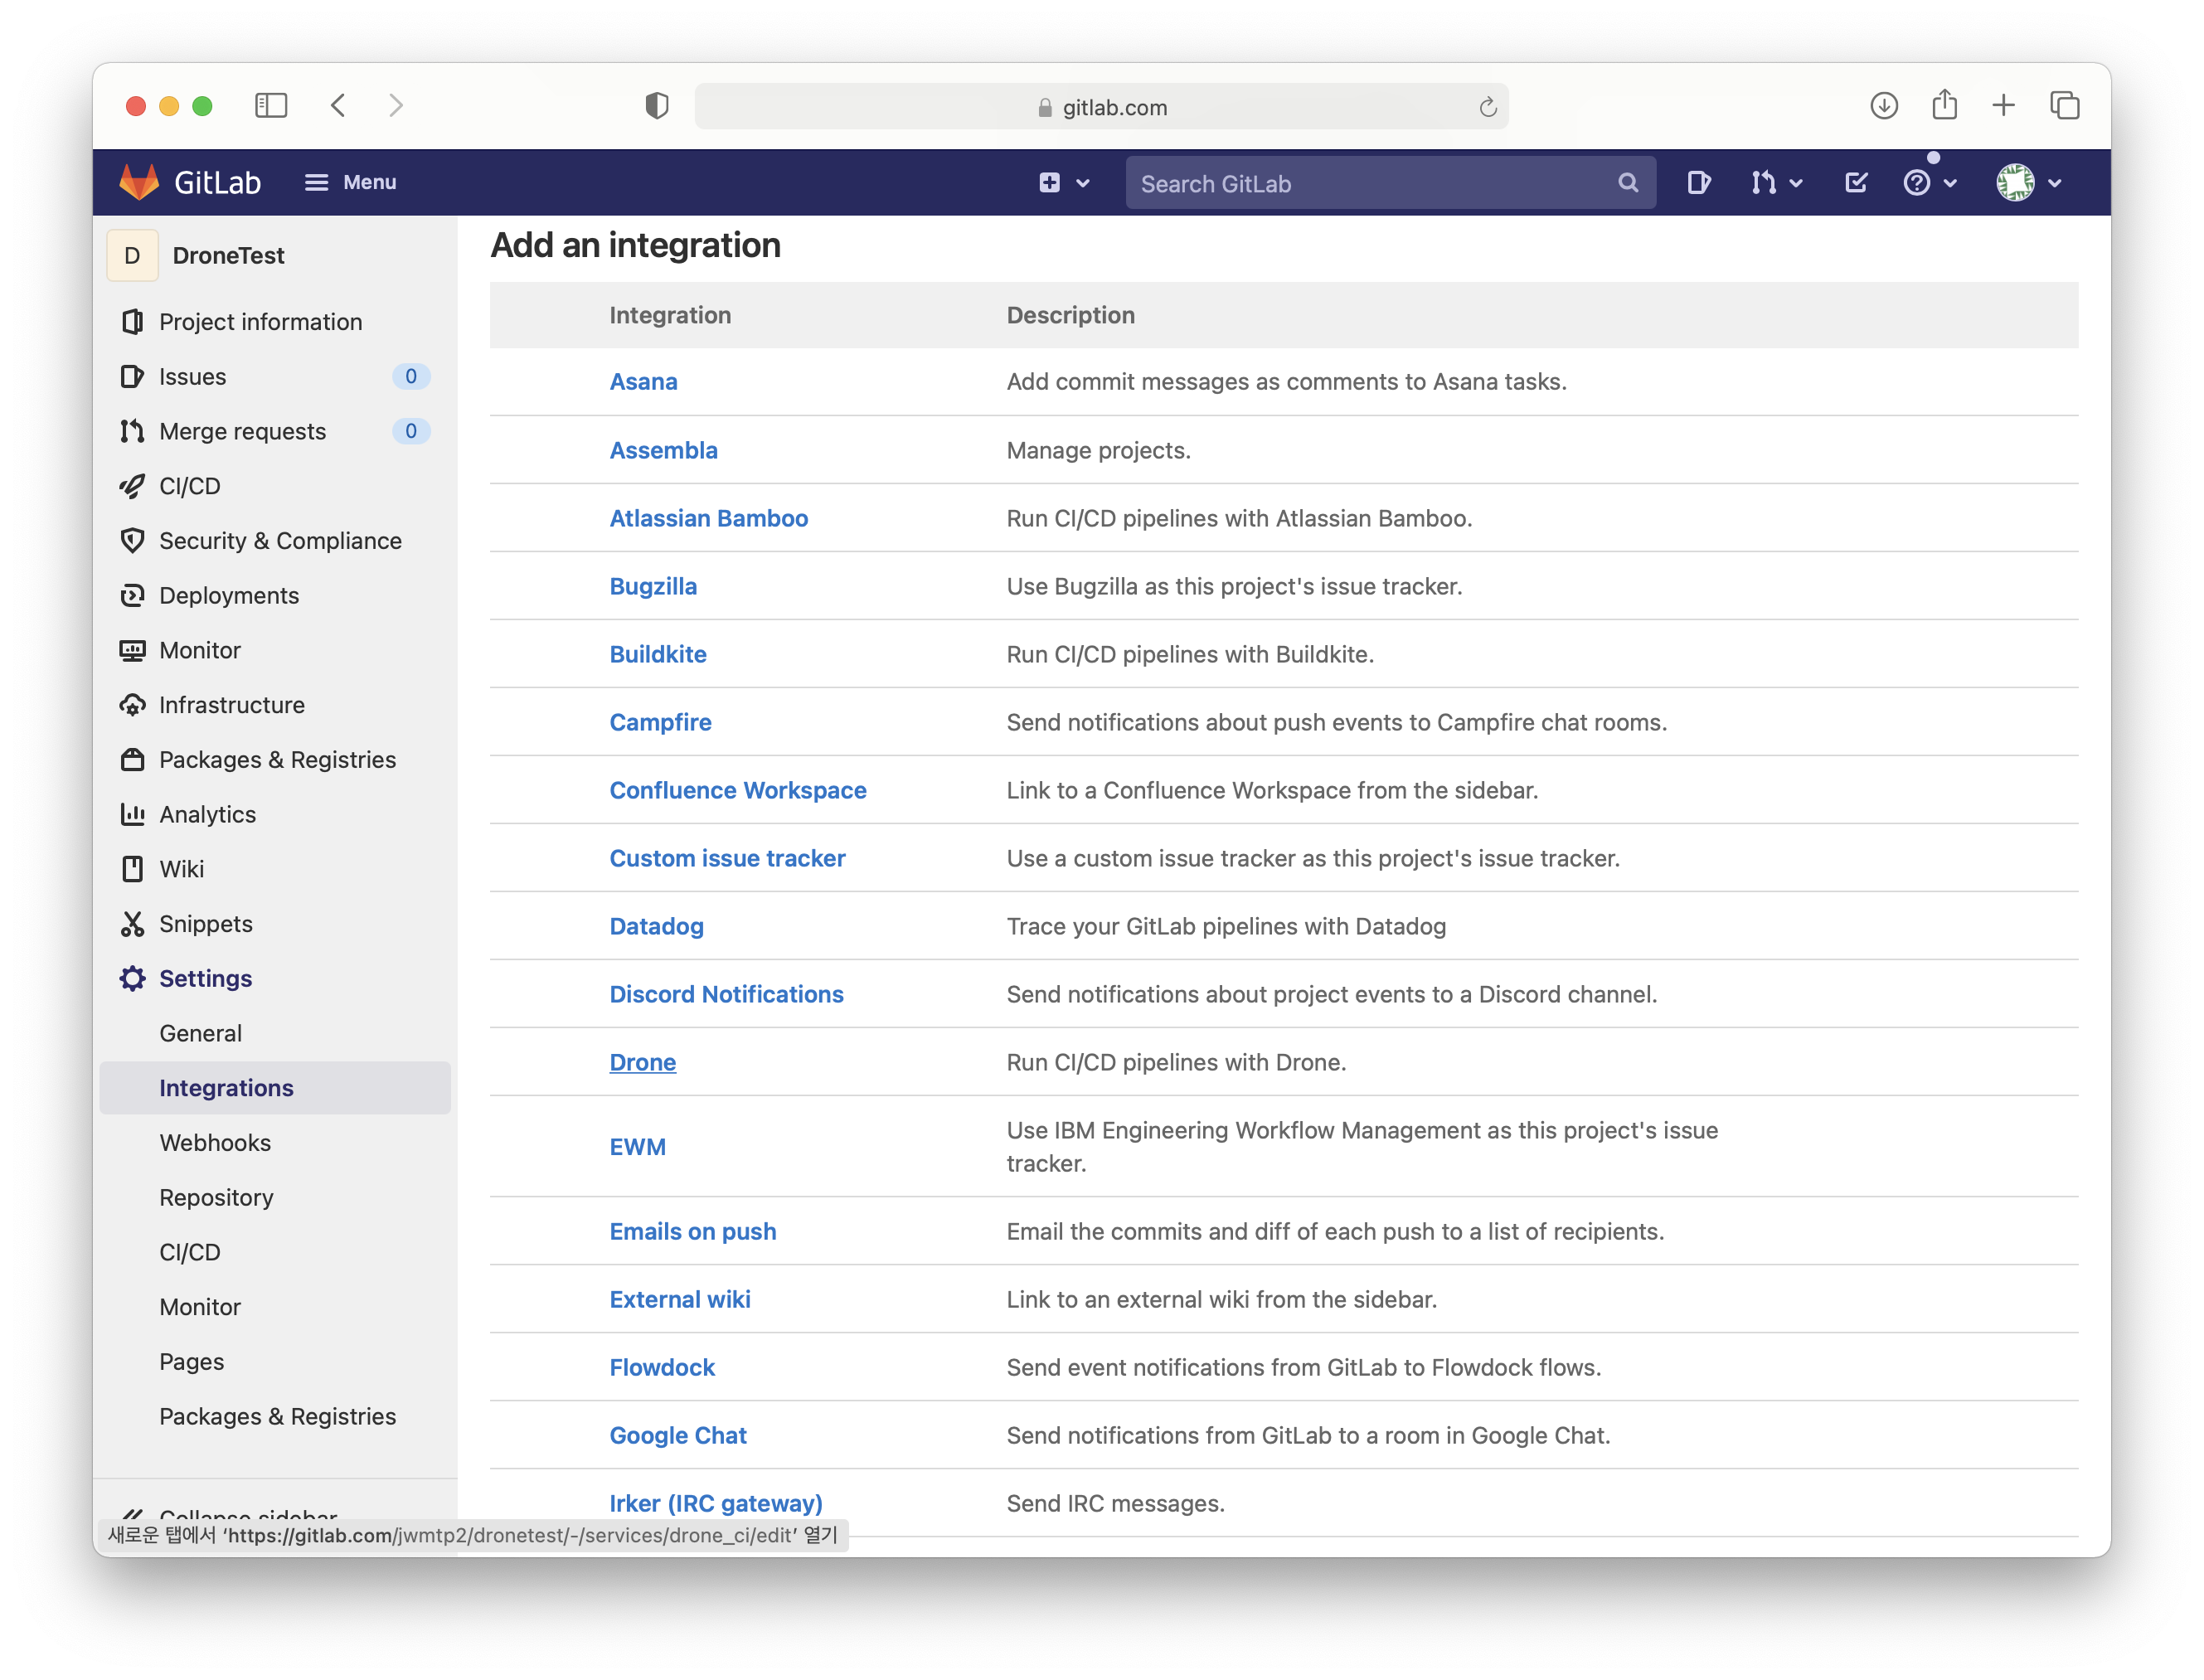 gitlab.com
GitLab
Menu
Search GitLab
D
DroneTest
Project information
Issues 0
Merge requests 0
CI/CD
Security & Compliance
Deployments
Monitor
Infrastructure
Packages & Registries
Analytics
Wiki
Snippets
Settings
General
Integrations
Webhooks
Repository
CI/CD
Monitor
Pages
Packages & Registries
Collapse sidebar
새로운 탭에서 ‘https://gitlab.com/jwmtp2/dronetest/-/services/drone_ci/edit’ 열기
Add an integration
Integration Description
Asana Add commit messages as comments to Asana tasks.
Assembla Manage projects.
Atlassian Bamboo Run CI/CD pipelines with Atlassian Bamboo.
Bugzilla Use Bugzilla as this project's issue tracker.
Buildkite Run CI/CD pipelines with Buildkite.
Campfire Send notifications about push events to Campfire chat rooms.
Confluence Workspace Link to a Confluence Workspace from the sidebar.
Custom issue tracker Use a custom issue tracker as this project's issue tracker.
Datadog Trace your GitLab pipelines with Datadog
Discord Notifications Send notifications about project events to a Discord channel.
Drone Run CI/CD pipelines with Drone.
EWM Use IBM Engineering Workflow Management as this project's issue
tracker.
Emails on push Email the commits and diff of each push to a list of recipients.
External wiki Link to an external wiki from the sidebar.
Flowdock Send event notifications from GitLab to Flowdock flows.
Google Chat Send notifications from GitLab to a room in Google Chat.
Irker (IRC gateway) Send IRC messages.